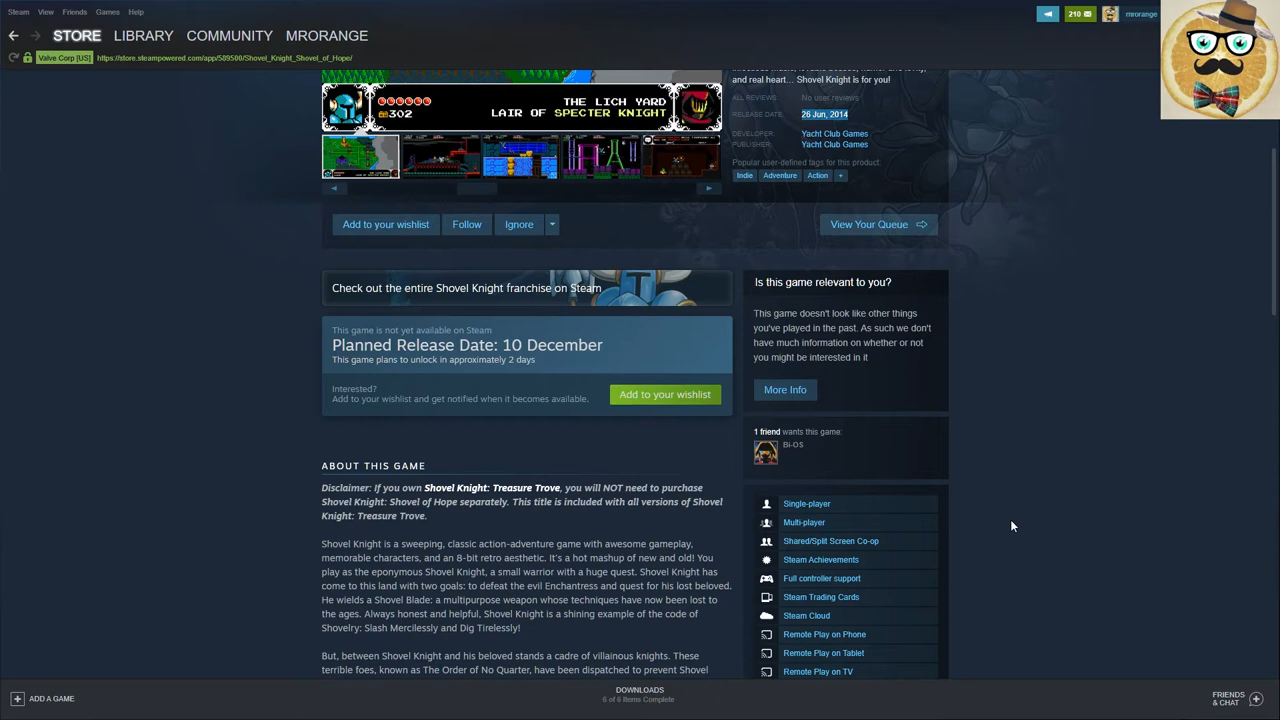 Steam View Friends Games Help
210 mrorange
STORE LIBRARY COMMUNITY MRORANGE
Valve Corp [US] https://store.steampowered.com/app/589500/Shovel_Knight_Shovel_of_Hope/
and real heart... Shovel Knight is for you!
302
THE LICH YARD
LAIR OF SPECTER KNIGHT
ALL REVIEWS: No user reviews
RELEASE DATE: 26 Jun, 2014
DEVELOPER: Yacht Club Games
PUBLISHER: Yacht Club Games
Popular user-defined tags for this product:
Indie Adventure Action +
Add to your wishlist Follow Ignore View Your Queue
Check out the entire Shovel Knight franchise on Steam
This game is not yet available on Steam
Planned Release Date: 10 December
This game plans to unlock in approximately 2 days
Interested?
Add to your wishlist and get notified when it becomes available.
Add to your wishlist
ABOUT THIS GAME
Disclaimer: If you own Shovel Knight: Treasure Trove, you will NOT need to purchase
Shovel Knight: Shovel of Hope separately. This title is included with all versions of Shovel
Knight: Treasure Trove.
Shovel Knight is a sweeping, classic action-adventure game with awesome gameplay,
memorable characters, and an 8-bit retro aesthetic. It's a hot mashup of new and old! You
play as the eponymous Shovel Knight, a small warrior with a huge quest. Shovel Knight has
come to this land with two goals: to defeat the evil Enchantress and quest for his lost beloved.
He wields a Shovel Blade: a multipurpose weapon whose techniques have now been lost to
the ages. Always honest and helpful, Shovel Knight is a shining example of the code of
Shovelry: Slash Mercilessly and Dig Tirelessly!
But, between Shovel Knight and his beloved stands a cadre of villainous knights. These
terrible foes, known as The Order of No Quarter, have been dispatched to prevent Shovel
Is this game relevant to you?
This game doesn't look like other things
you've played in the past. As such we don't
have much information on whether or not
you might be interested in it
More Info
1 friend wants this game:
Bi-OS
Single-player
Multi-player
Shared/Split Screen Co-op
Steam Achievements
Full controller support
Steam Trading Cards
Steam Cloud
Remote Play on Phone
Remote Play on Tablet
Remote Play on TV
ADD A GAME
DOWNLOADS
6 of 6 Items Complete
FRIENDS
& CHAT